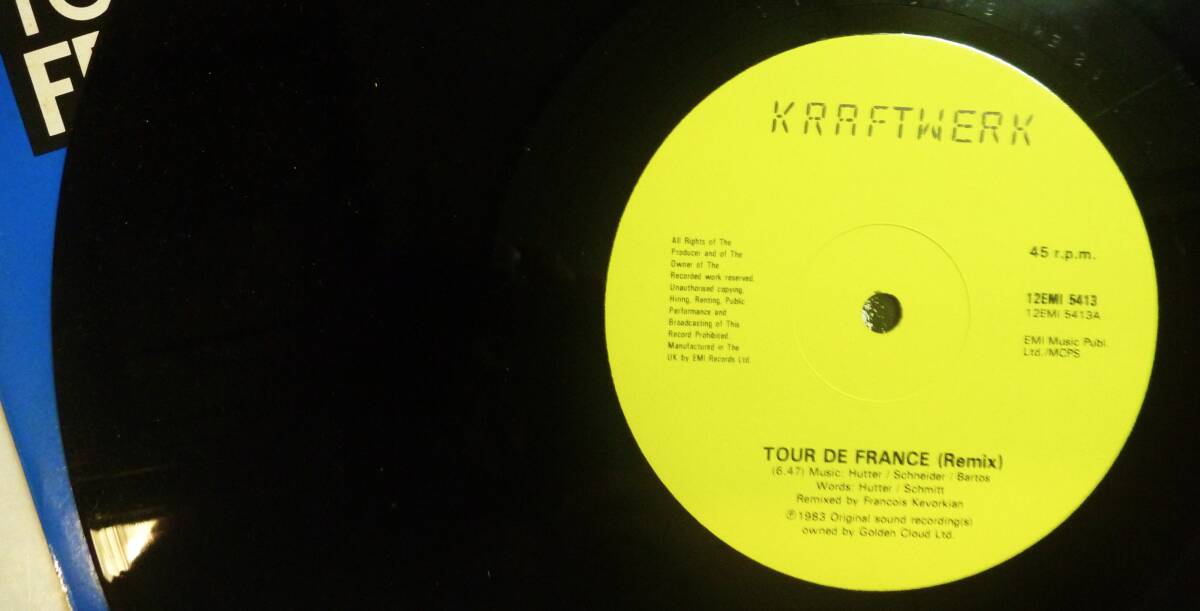 TO
F
KRAFTWERK
All Rights of The
Producer and of The
Owner of The
Recorded work reserved.
Unauthorised copying,
Hiring, Renting, Public
Performance and
Broadcasting of This
Record Prohibited.
Manufactured in The
UK by EMI Records Ltd.
45 r.p.m.
12EMI 5413
12EMI 5413A
EMI Music Publ.
Ltd./MCPS
TOUR DE FRANCE (Remix)
(6.47) Music: Hutter / Schneider / Bartos
Words: Hutter / Schmitt
Remixed by Francois Kevorkian
℗ 1983 Original sound recording(s)
owned by Golden Cloud Ltd.